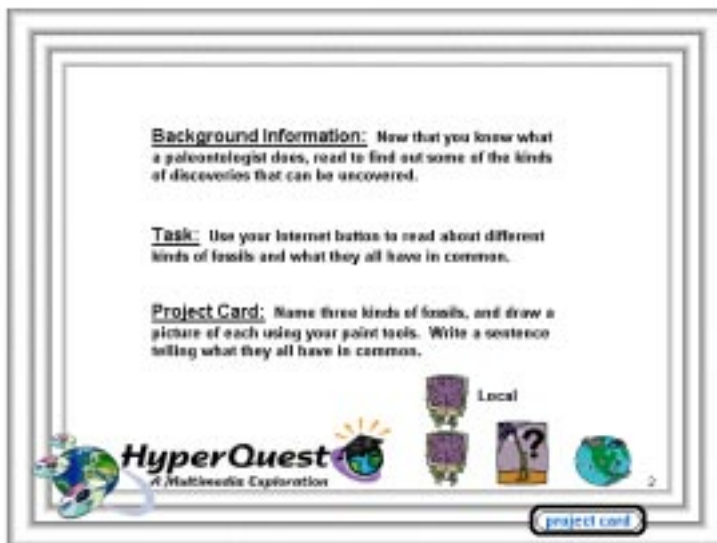 Background Information: Now that you know what
a paleontologist does, read to find out some of the kinds
of discoveries that can be uncovered.
Task: Use your Internet button to read about different
kinds of fossils and what they all have in common.
Project Card: Name three kinds of fossils, and draw a
picture of each using your paint tools. Write a sentence
telling what they all have in common.
Local
?
HyperQuest
A Multimedia Exploration
2
project card